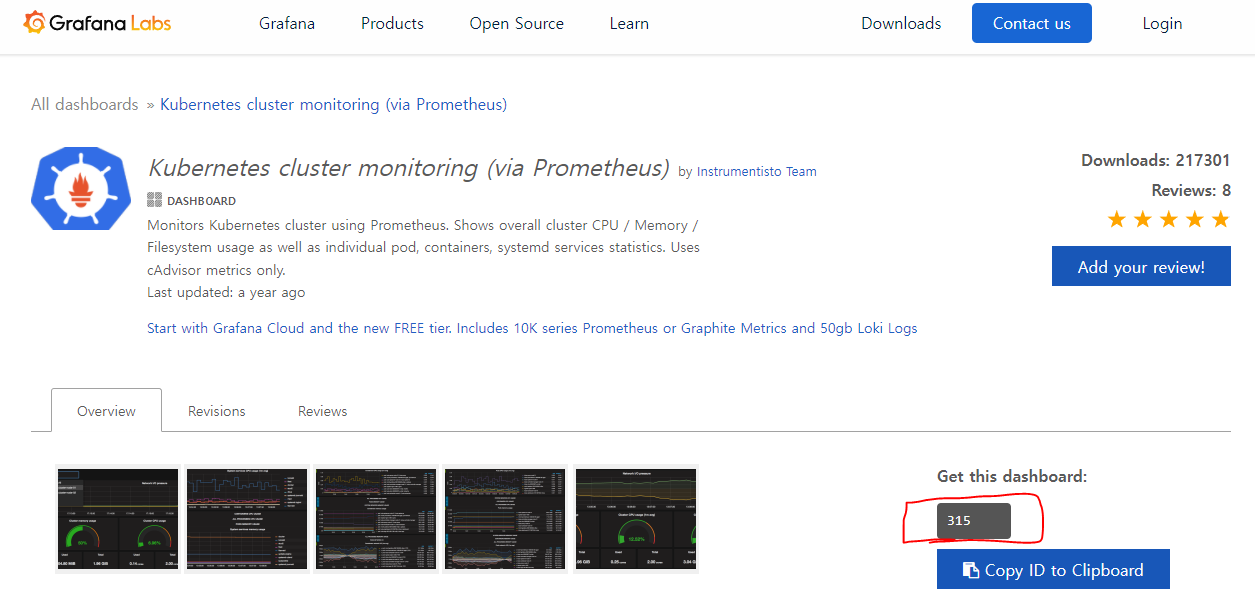 Grafana Labs Grafana Products Open Source Learn Downloads Contact us Login
All dashboards » Kubernetes cluster monitoring (via Prometheus)
Kubernetes cluster monitoring (via Prometheus) by Instrumentisto Team
DASHBOARD
Monitors Kubernetes cluster using Prometheus. Shows overall cluster CPU / Memory /
Filesystem usage as well as individual pod, containers, systemd services statistics. Uses
cAdvisor metrics only.
Last updated: a year ago
Start with Grafana Cloud and the new FREE tier. Includes 10K series Prometheus or Graphite Metrics and 50gb Loki Logs
Downloads: 217301
Reviews: 8
Add your review!
Overview Revisions Reviews
Get this dashboard:
315
Copy ID to Clipboard